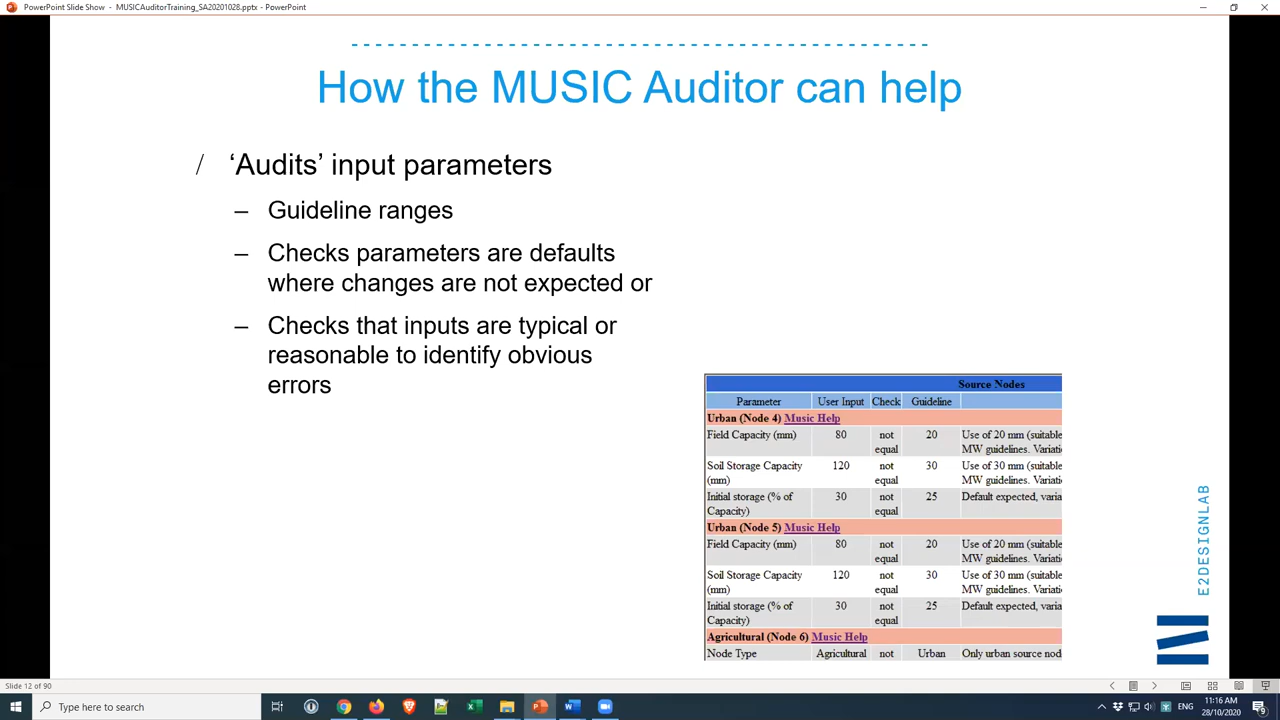 PowerPoint Slide Show - MUSICAuditorTraining_SA20201028.pptx - PowerPoint
How the MUSIC Auditor can help
/ ‘Audits’ input parameters
– Guideline ranges
– Checks parameters are defaults
where changes are not expected or
– Checks that inputs are typical or
reasonable to identify obvious
errors
Source Nodes
Parameter User Input Check Guideline
Urban (Node 4) Music Help
Field Capacity (mm) 80 not 20 Use of 20 mm (suitable
equal MW guidelines. Variati
Soil Storage Capacity 120 not 30 Use of 30 mm (suitable
(mm) equal MW guidelines. Variati
Initial storage (% of 30 not 25 Default expected, varia
Capacity) equal
Urban (Node 5) Music Help
Field Capacity (mm) 80 not 20 Use of 20 mm (suitable
equal MW guidelines. Variati
Soil Storage Capacity 120 not 30 Use of 30 mm (suitable
(mm) equal MW guidelines. Variati
Initial storage (% of 30 not 25 Default expected, varia
Capacity) equal
Agricultural (Node 6) Music Help
Node Type Agricultural not Urban Only urban source nod
E2DESIGNLAB
Slide 12 of 90
Type here to search
ENG
11:16 AM
28/10/2020